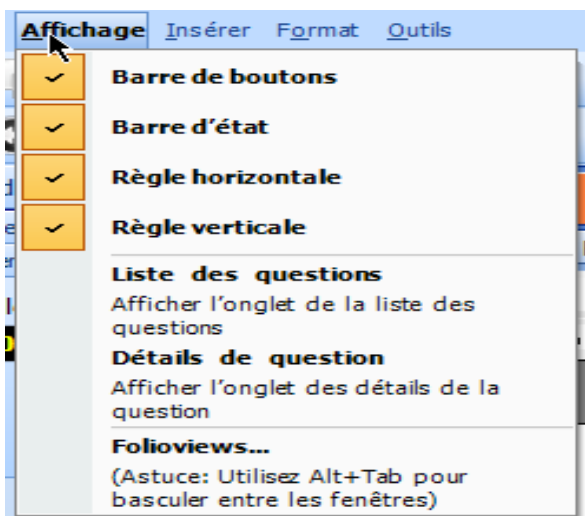 Affichage Insérer Format Outils
Barre de boutons
Barre d'état
Règle horizontale
Règle verticale
Liste des questions
Afficher l'onglet de la liste des
questions
Détails de question
Afficher l'onglet des détails de la
question
Folioviews...
(Astuce: Utilisez Alt+Tab pour
basculer entre les fenêtres)